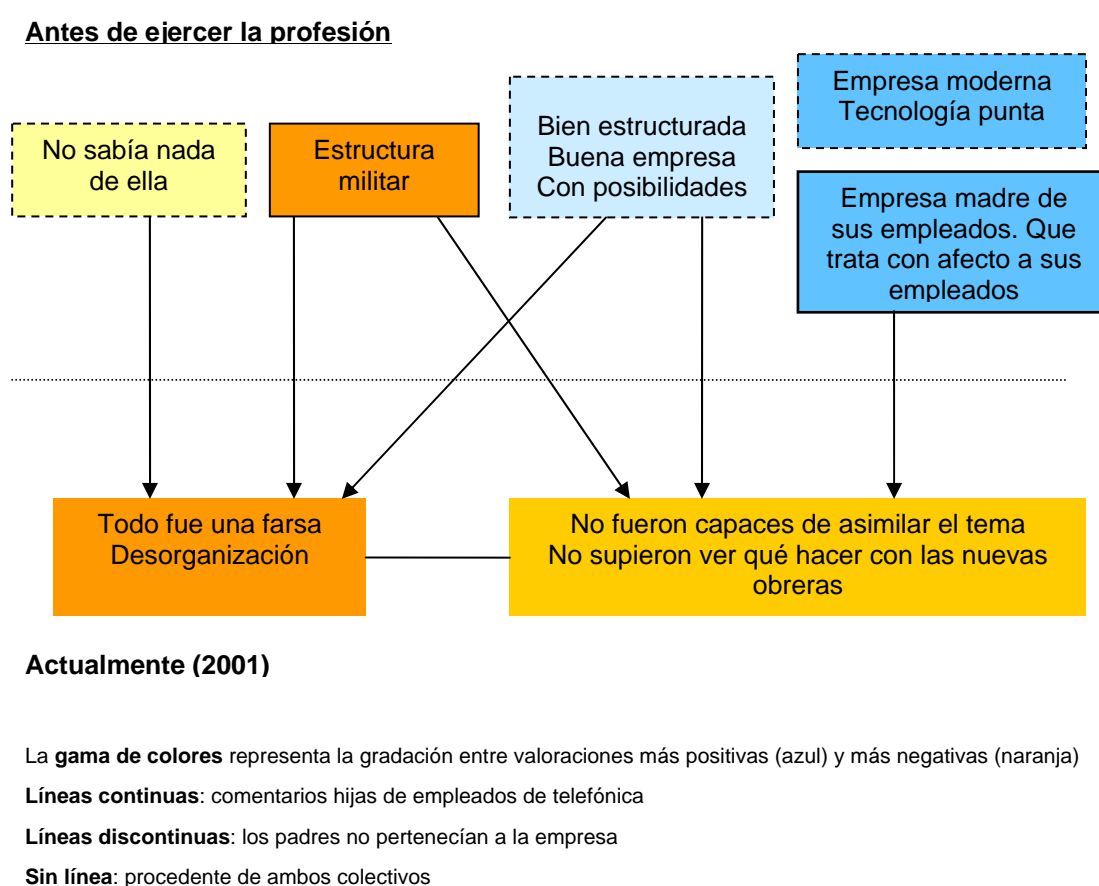 Antes de ejercer la profesión
Empresa moderna
Tecnología punta
No sabía nada
de ella
Estructura
militar
Bien estructurada
Buena empresa
Con posibilidades
Empresa madre de
sus empleados. Que
trata con afecto a sus
empleados
Todo fue una farsa
Desorganización
No fueron capaces de asimilar el tema
No supieron ver qué hacer con las nuevas
obreras
Actualmente (2001)
La gama de colores representa la gradación entre valoraciones más positivas (azul) y más negativas (naranja)
Líneas continuas: comentarios hijas de empleados de telefónica
Líneas discontinuas: los padres no pertenecían a la empresa
Sin línea: procedente de ambos colectivos